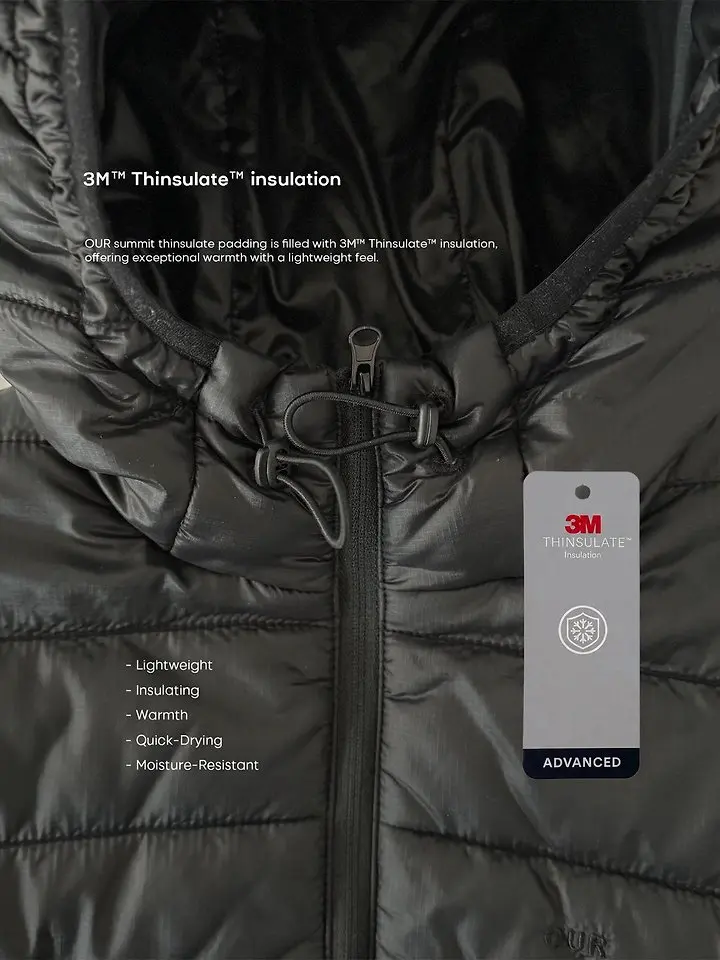 3M™ Thinsulate™ insulation
OUR summit thinsulate padding is filled with 3M™ Thinsulate™ insulation,
offering exceptional warmth with a lightweight feel.
3M
THINSULATE™
Insulation
- Lightweight
- Insulating
- Warmth
- Quick-Drying
- Moisture-Resistant
ADVANCED
OUR